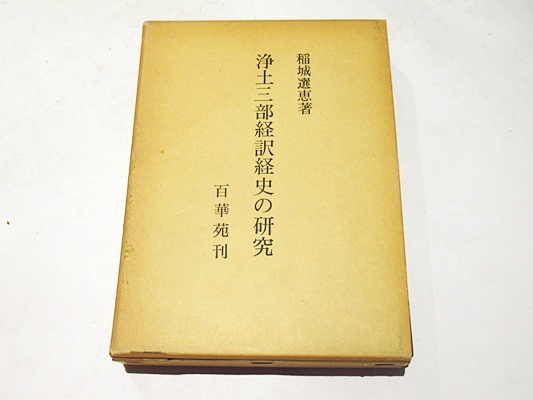 稲城選恵著
浄土三部経訳経史の研究
百華苑刊